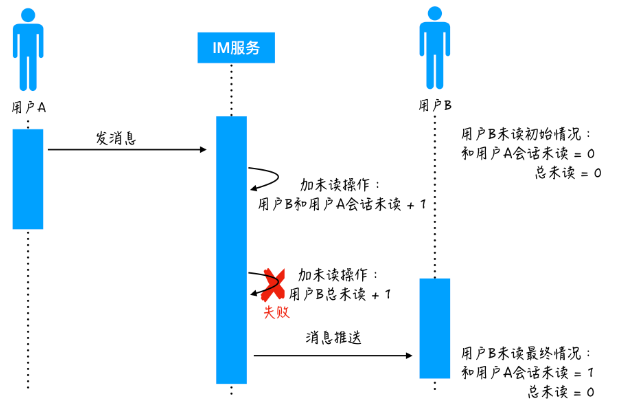 IM服务
用户A
用户B
发消息
用户B未读初始情况：
和用户A会话未读 = 0
总未读 = 0
加未读操作：
用户B和用户A会话未读 + 1
加未读操作：
用户B总未读 + 1
失败
消息推送
用户B未读最终情况：
和用户A会话未读 = 1
总未读 = 0